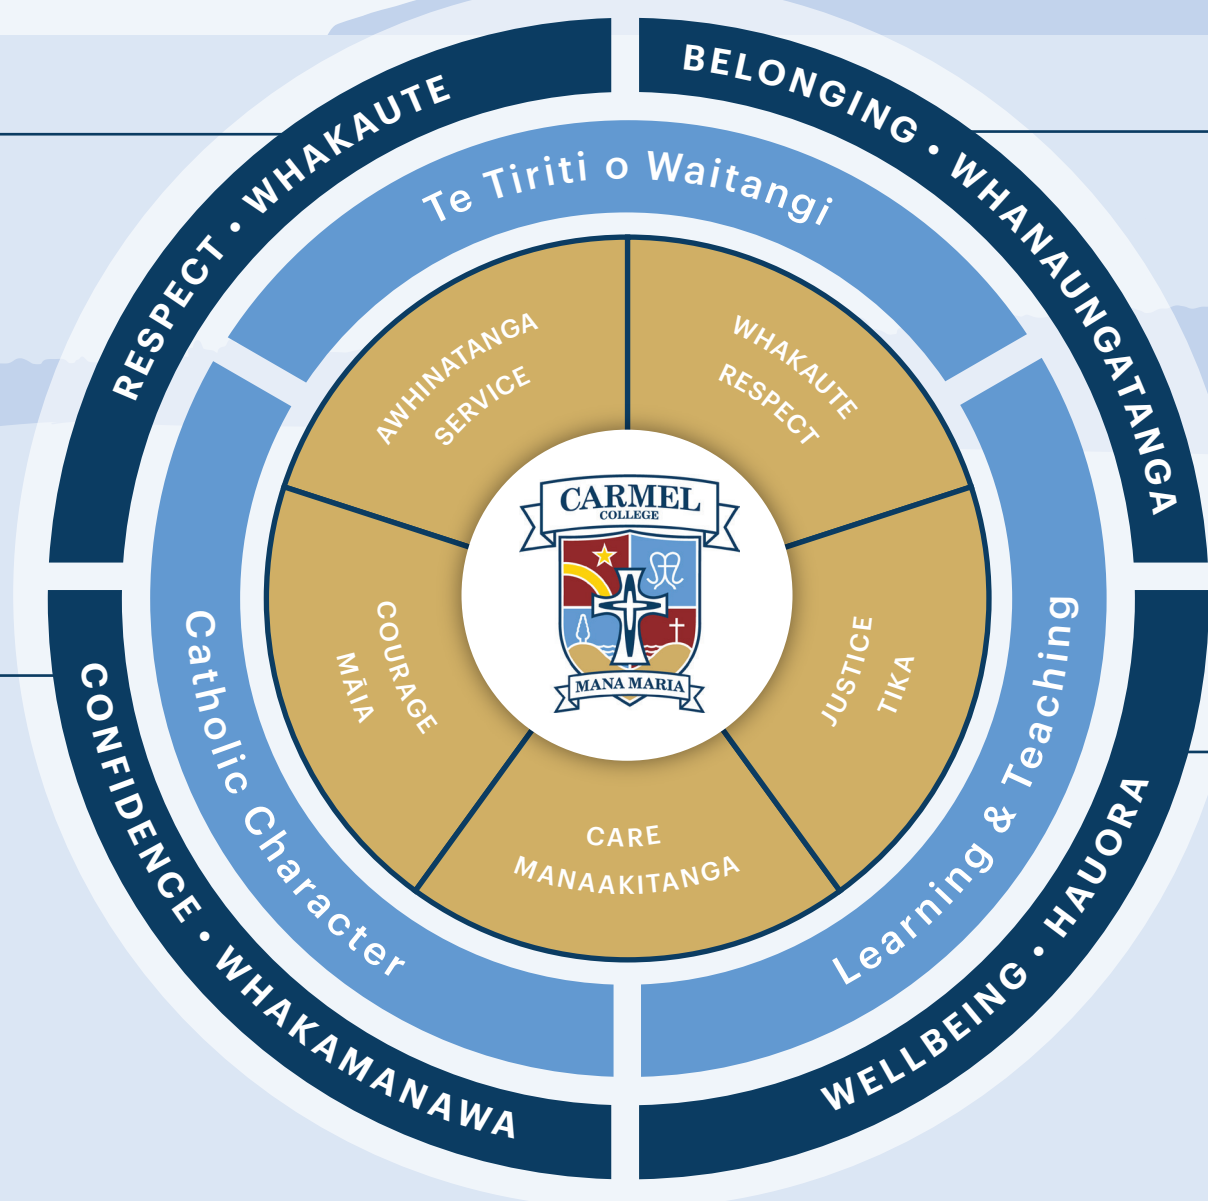 RESPECT • WHAKAUTE
BELONGING • WHANAUNGATANGA
Te Tiriti o Waitangi
AWHINATANGA
SERVICE
WHAKAUTE
RESPECT
CARMEL
COLLEGE
MANA MARIA
COURAGE
MĀIA
JUSTICE
TIKA
CARE
MANAAKITANGA
Catholic Character
Learning & Teaching
CONFIDENCE • WHAKAMANAWA
WELLBEING • HAUORA